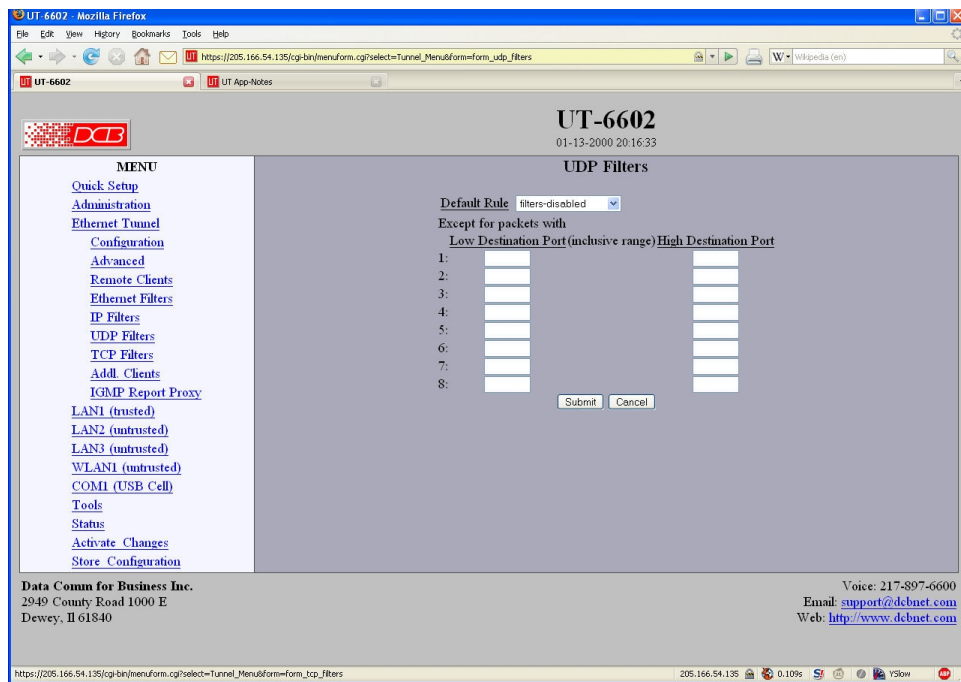 UT-6602 - Mozilla Firefox
File Edit View History Bookmarks Tools Help
https://205.166.54.135/cgi-bin/menuform.cgi?select=Tunnel_Menu&form=form_udp_filters
W Wikipedia (en)
UT UT-6602
UT UT App-Notes
DCB
UT-6602
01-13-2000 20:16:33
MENU
Quick Setup
Administration
Ethernet Tunnel
Configuration
Advanced
Remote Clients
Ethernet Filters
IP Filters
UDP Filters
TCP Filters
Addl. Clients
IGMP Report Proxy
LAN1 (trusted)
LAN2 (untrusted)
LAN3 (untrusted)
WLAN1 (untrusted)
COM1 (USB Cell)
Tools
Status
Activate Changes
Store Configuration
UDP Filters
Default Rule filters-disabled
Except for packets with
Low Destination Port (inclusive range) High Destination Port
1:
2:
3:
4:
5:
6:
7:
8:
Submit Cancel
Data Comm for Business Inc.
2949 County Road 1000 E
Dewey, Il 61840
Voice: 217-897-6600
Email: support@dcbnet.com
Web: http://www.dcbnet.com
https://205.166.54.135/cgi-bin/menuform.cgi?select=Tunnel_Menu&form=form_tcp_filters
205.166.54.135 0.109s YSlow ABP